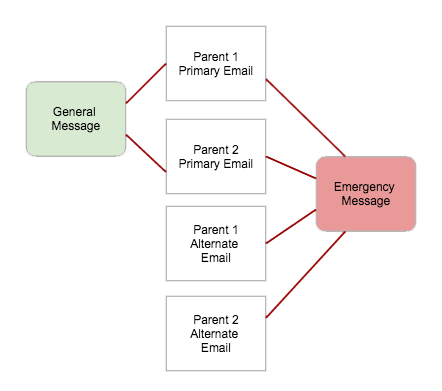 Parent 1
Primary Email
General
Message
Parent 2
Primary Email
Emergency
Message
Parent 1
Alternate
Email
Parent 2
Alternate
Email